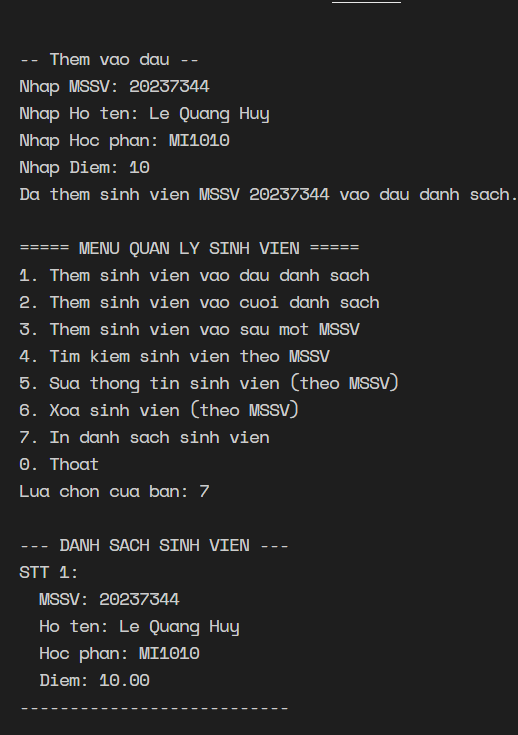 -- Them vao dau --
Nhap MSSV: 20237344
Nhap Ho ten: Le Quang Huy
Nhap Hoc phan: MI1010
Nhap Diem: 10
Da them sinh vien MSSV 20237344 vao dau danh sach.
===== MENU QUAN LY SINH VIEN =====
1. Them sinh vien vao dau danh sach
2. Them sinh vien vao cuoi danh sach
3. Them sinh vien vao sau mot MSSV
4. Tim kiem sinh vien theo MSSV
5. Sua thong tin sinh vien (theo MSSV)
6. Xoa sinh vien (theo MSSV)
7. In danh sach sinh vien
0. Thoat
Lua chon cua ban: 7
--- DANH SACH SINH VIEN ---
STT 1:
MSSV: 20237344
Ho ten: Le Quang Huy
Hoc phan: MI1010
Diem: 10.00
---------------------------